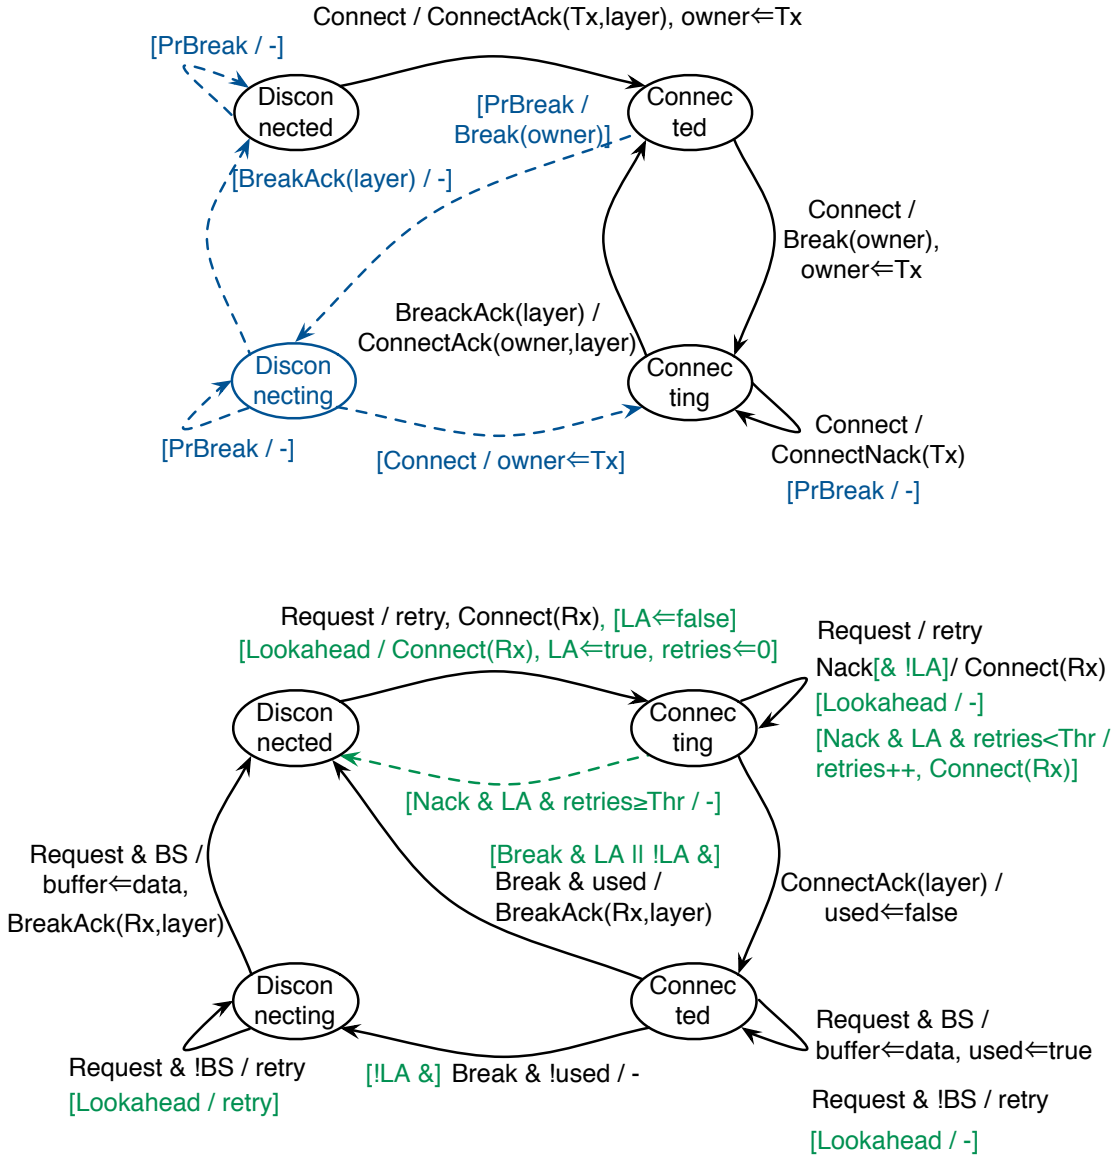 Connect / ConnectAck(Tx,layer), owner⇐Tx
[PrBreak / -]
Discon
nected
[PrBreak /
Break(owner)]
Connec
ted
[BreakAck(layer) / -]
Connect /
Break(owner),
owner⇐Tx
BreackAck(layer) /
ConnectAck(owner,layer)
Discon
necting
Connec
ting
[PrBreak / -]
[Connect / owner⇐Tx]
Connect /
ConnectNack(Tx)
[PrBreak / -]
Request / retry, Connect(Rx), [LA⇐false]
[Lookahead / Connect(Rx), LA⇐true, retries⇐0]
Request / retry
Nack[& !LA]/ Connect(Rx)
[Lookahead / -]
[Nack & LA & retries<Thr /
retries++, Connect(Rx)]
Discon
nected
Connec
ting
[Nack & LA & retries≥Thr / -]
Request & BS /
buffer⇐data,
BreakAck(Rx,layer)
[Break & LA || !LA &]
Break & used /
BreakAck(Rx,layer)
ConnectAck(layer) /
used⇐false
Discon
necting
Connec
ted
Request & !BS / retry
[Lookahead / retry]
[!LA &] Break & !used / -
Request & BS /
buffer⇐data, used⇐true
Request & !BS / retry
[Lookahead / -]